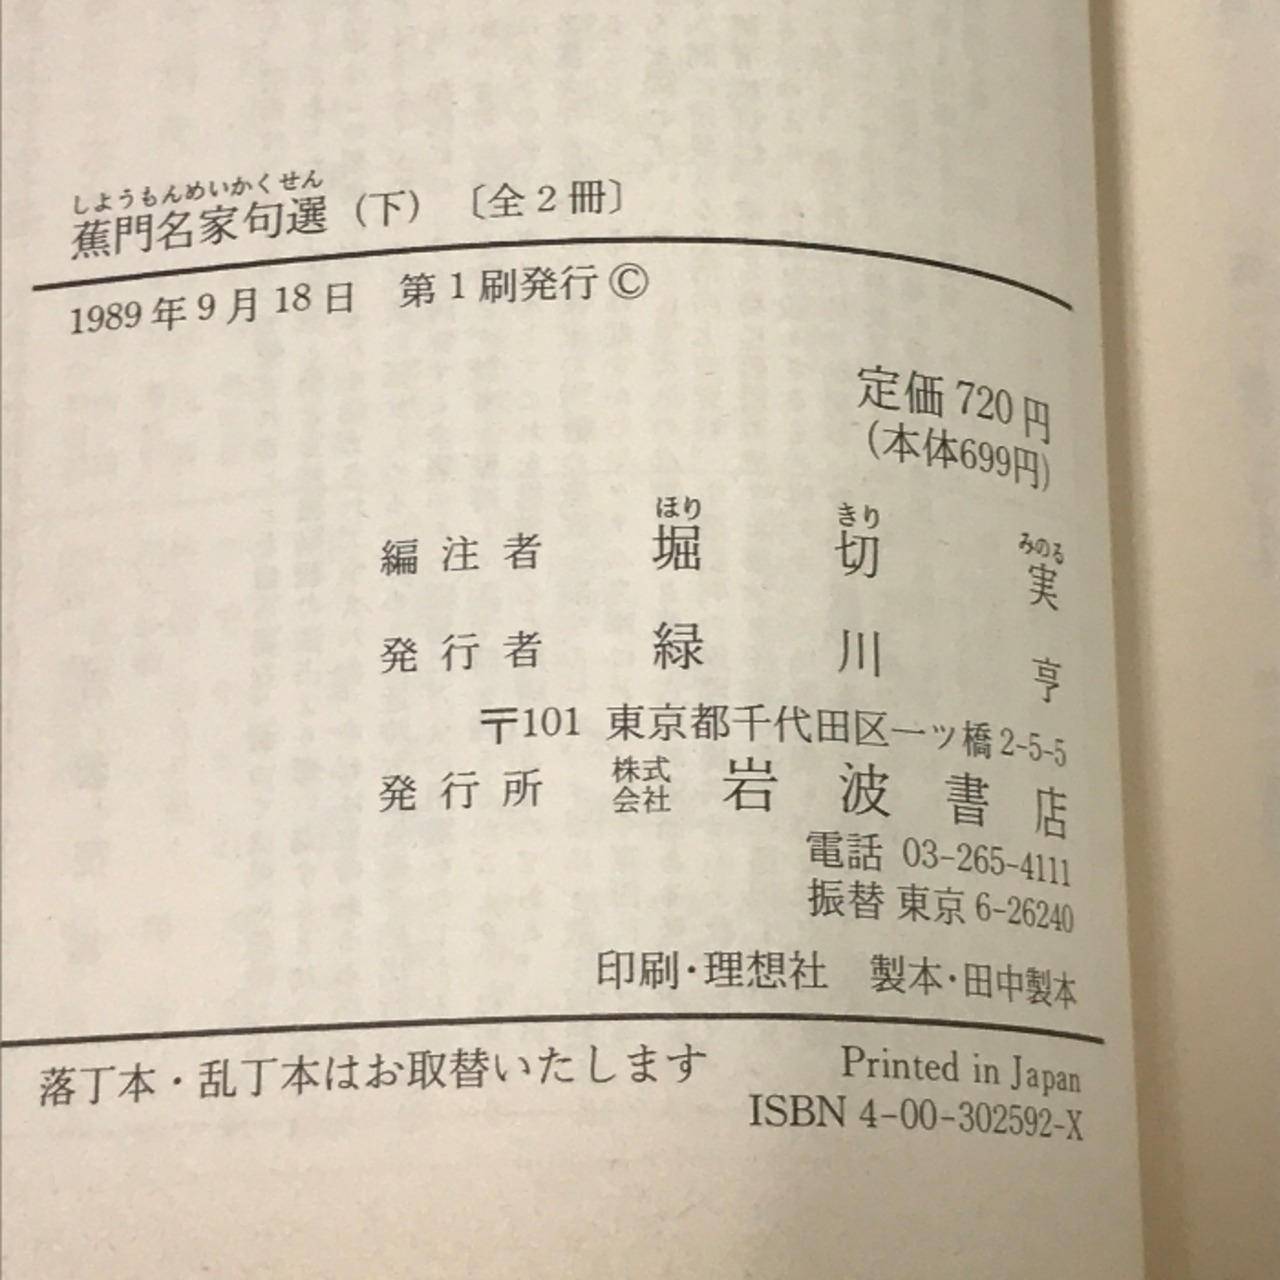 しようもんめいかくせん
蕉門名家句選（下）〔全２冊〕
1989年9月18日　第1刷発行©
定価 720円
(本体699円)
ほり　きり　みのる
編注者　堀切実
発行者　緑川亨
〒101 東京都千代田区一ツ橋2-5-5
発行所　株式会社　岩波書店
電話 03-265-4111
振替 東京 6-26240
印刷・理想社　製本・田中製本
落丁本・乱丁本はお取替いたします　Printed in Japan
ISBN 4-00-302592-X